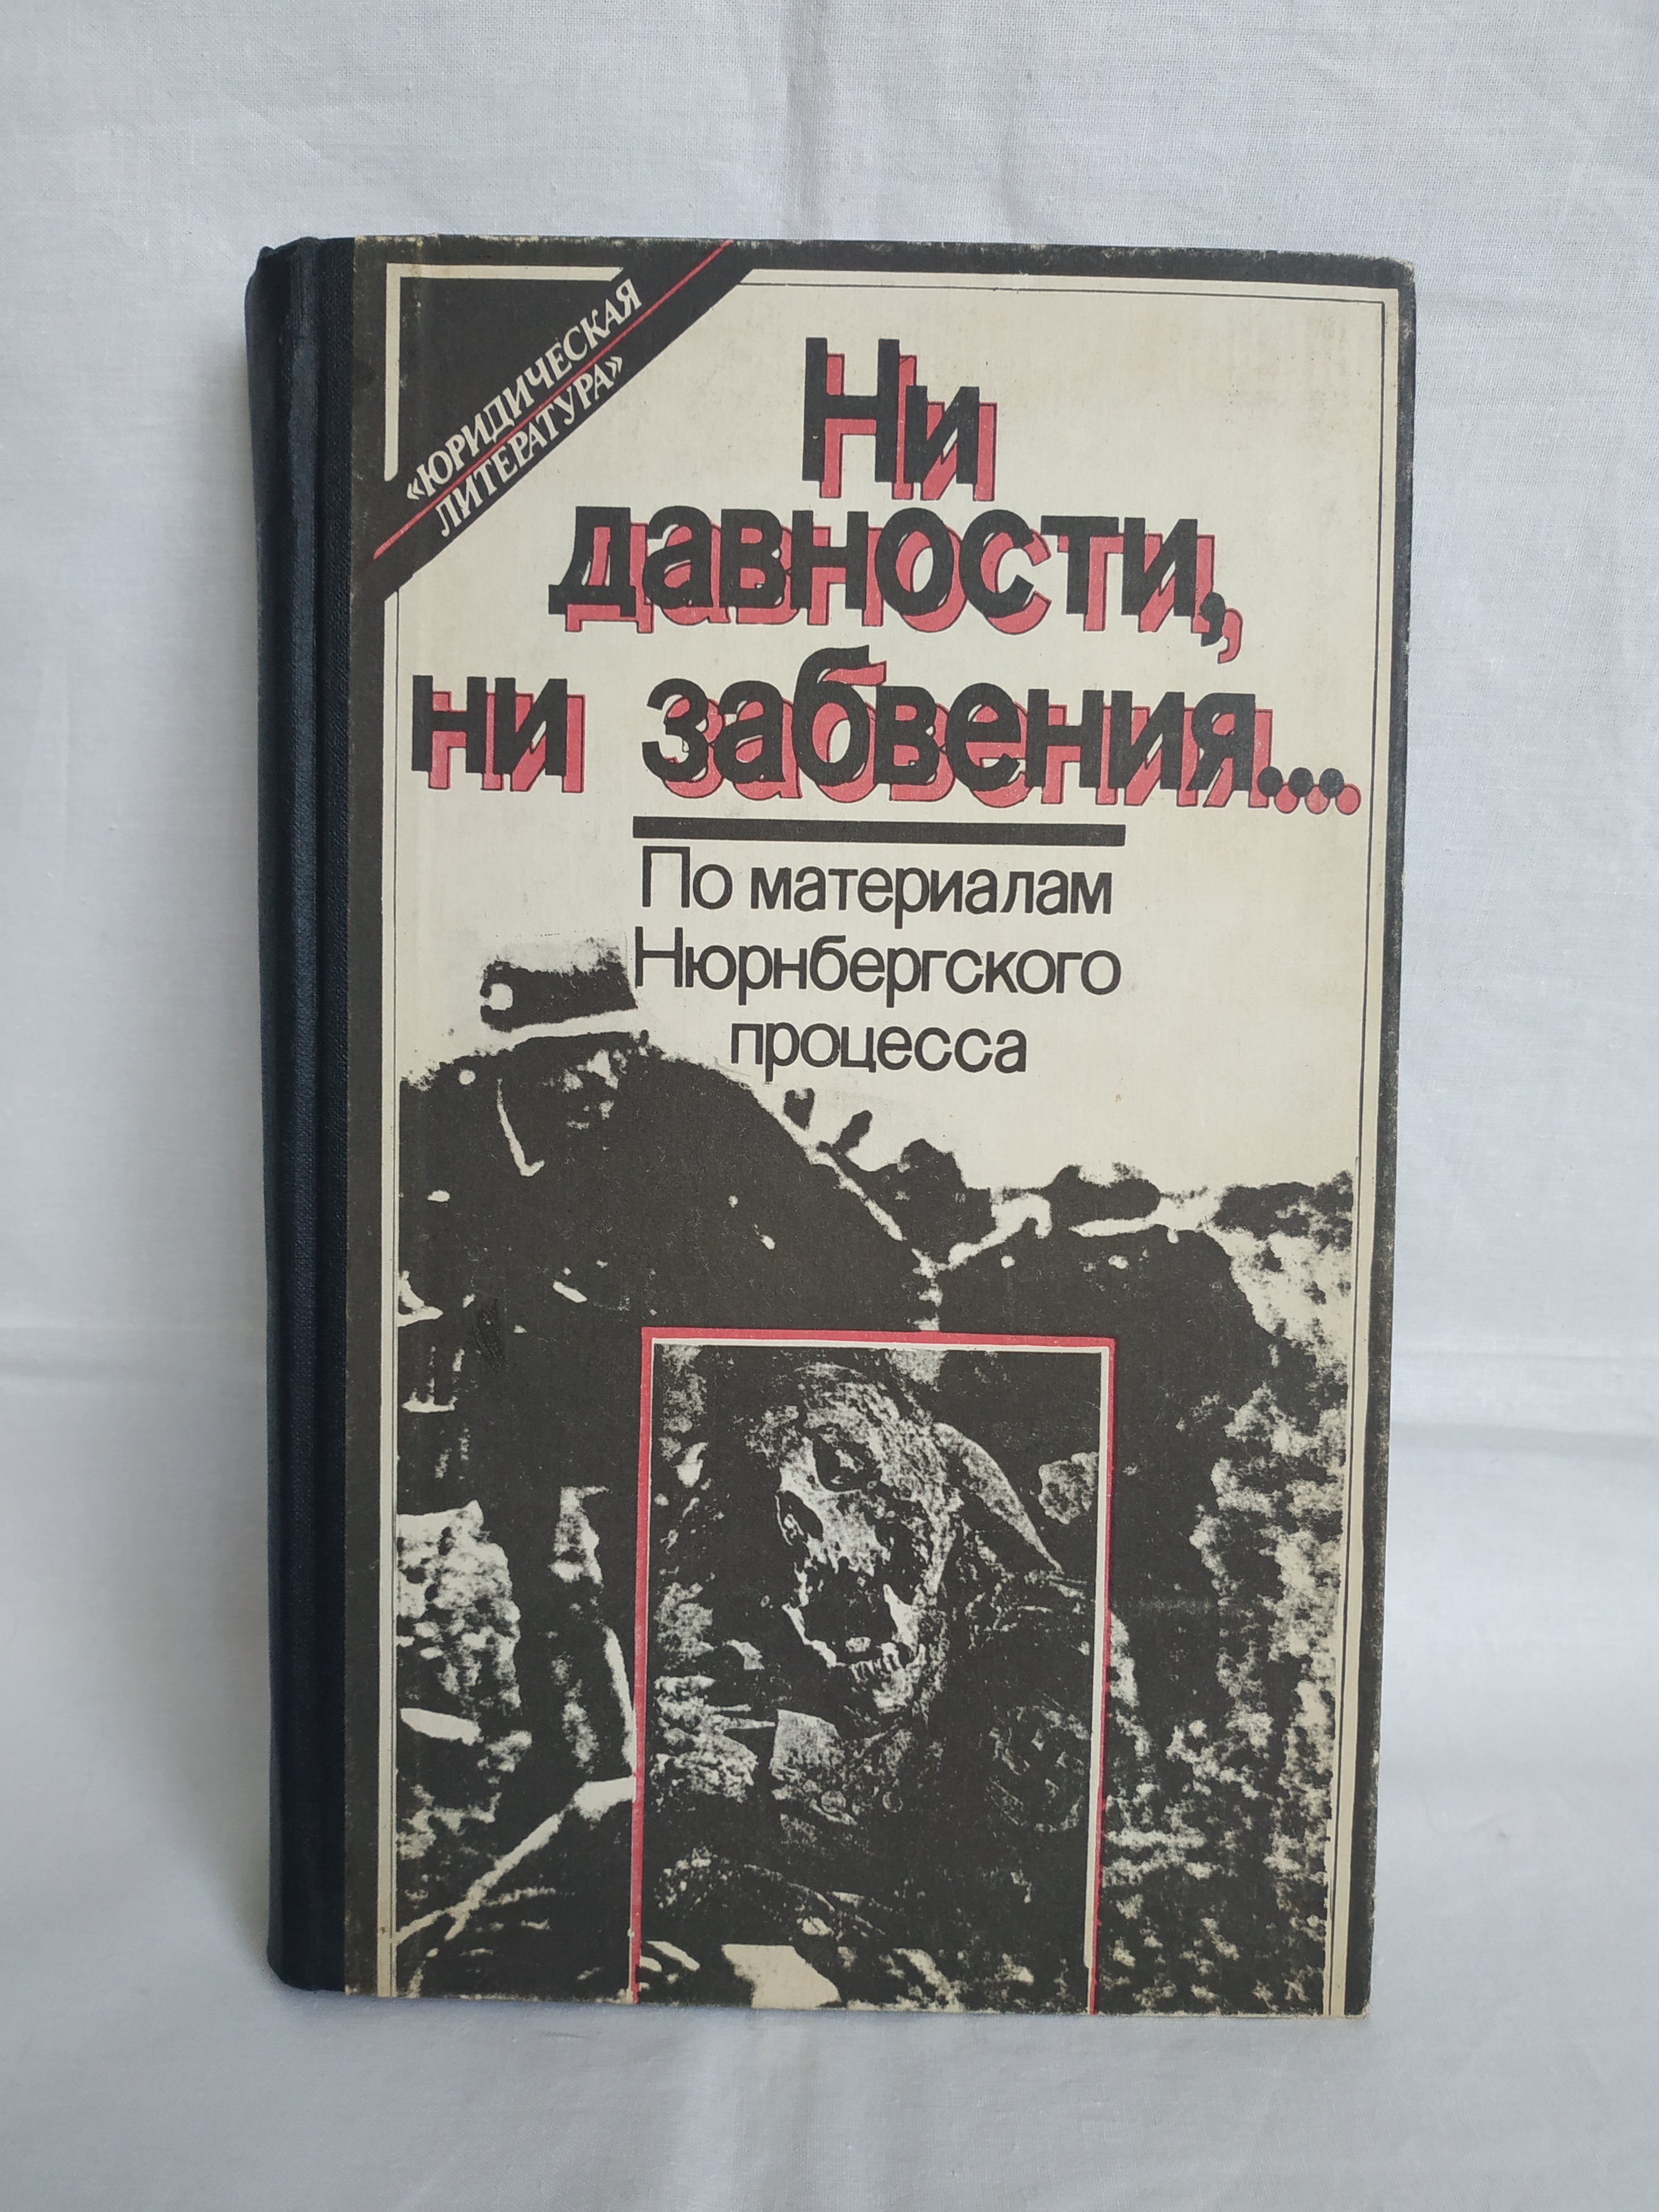 «ЮРИДИЧЕСКАЯ
ЛИТЕРАТУРА»
Ни
давности,
ни забвения...
По материалам
Нюрнбергского
процесса